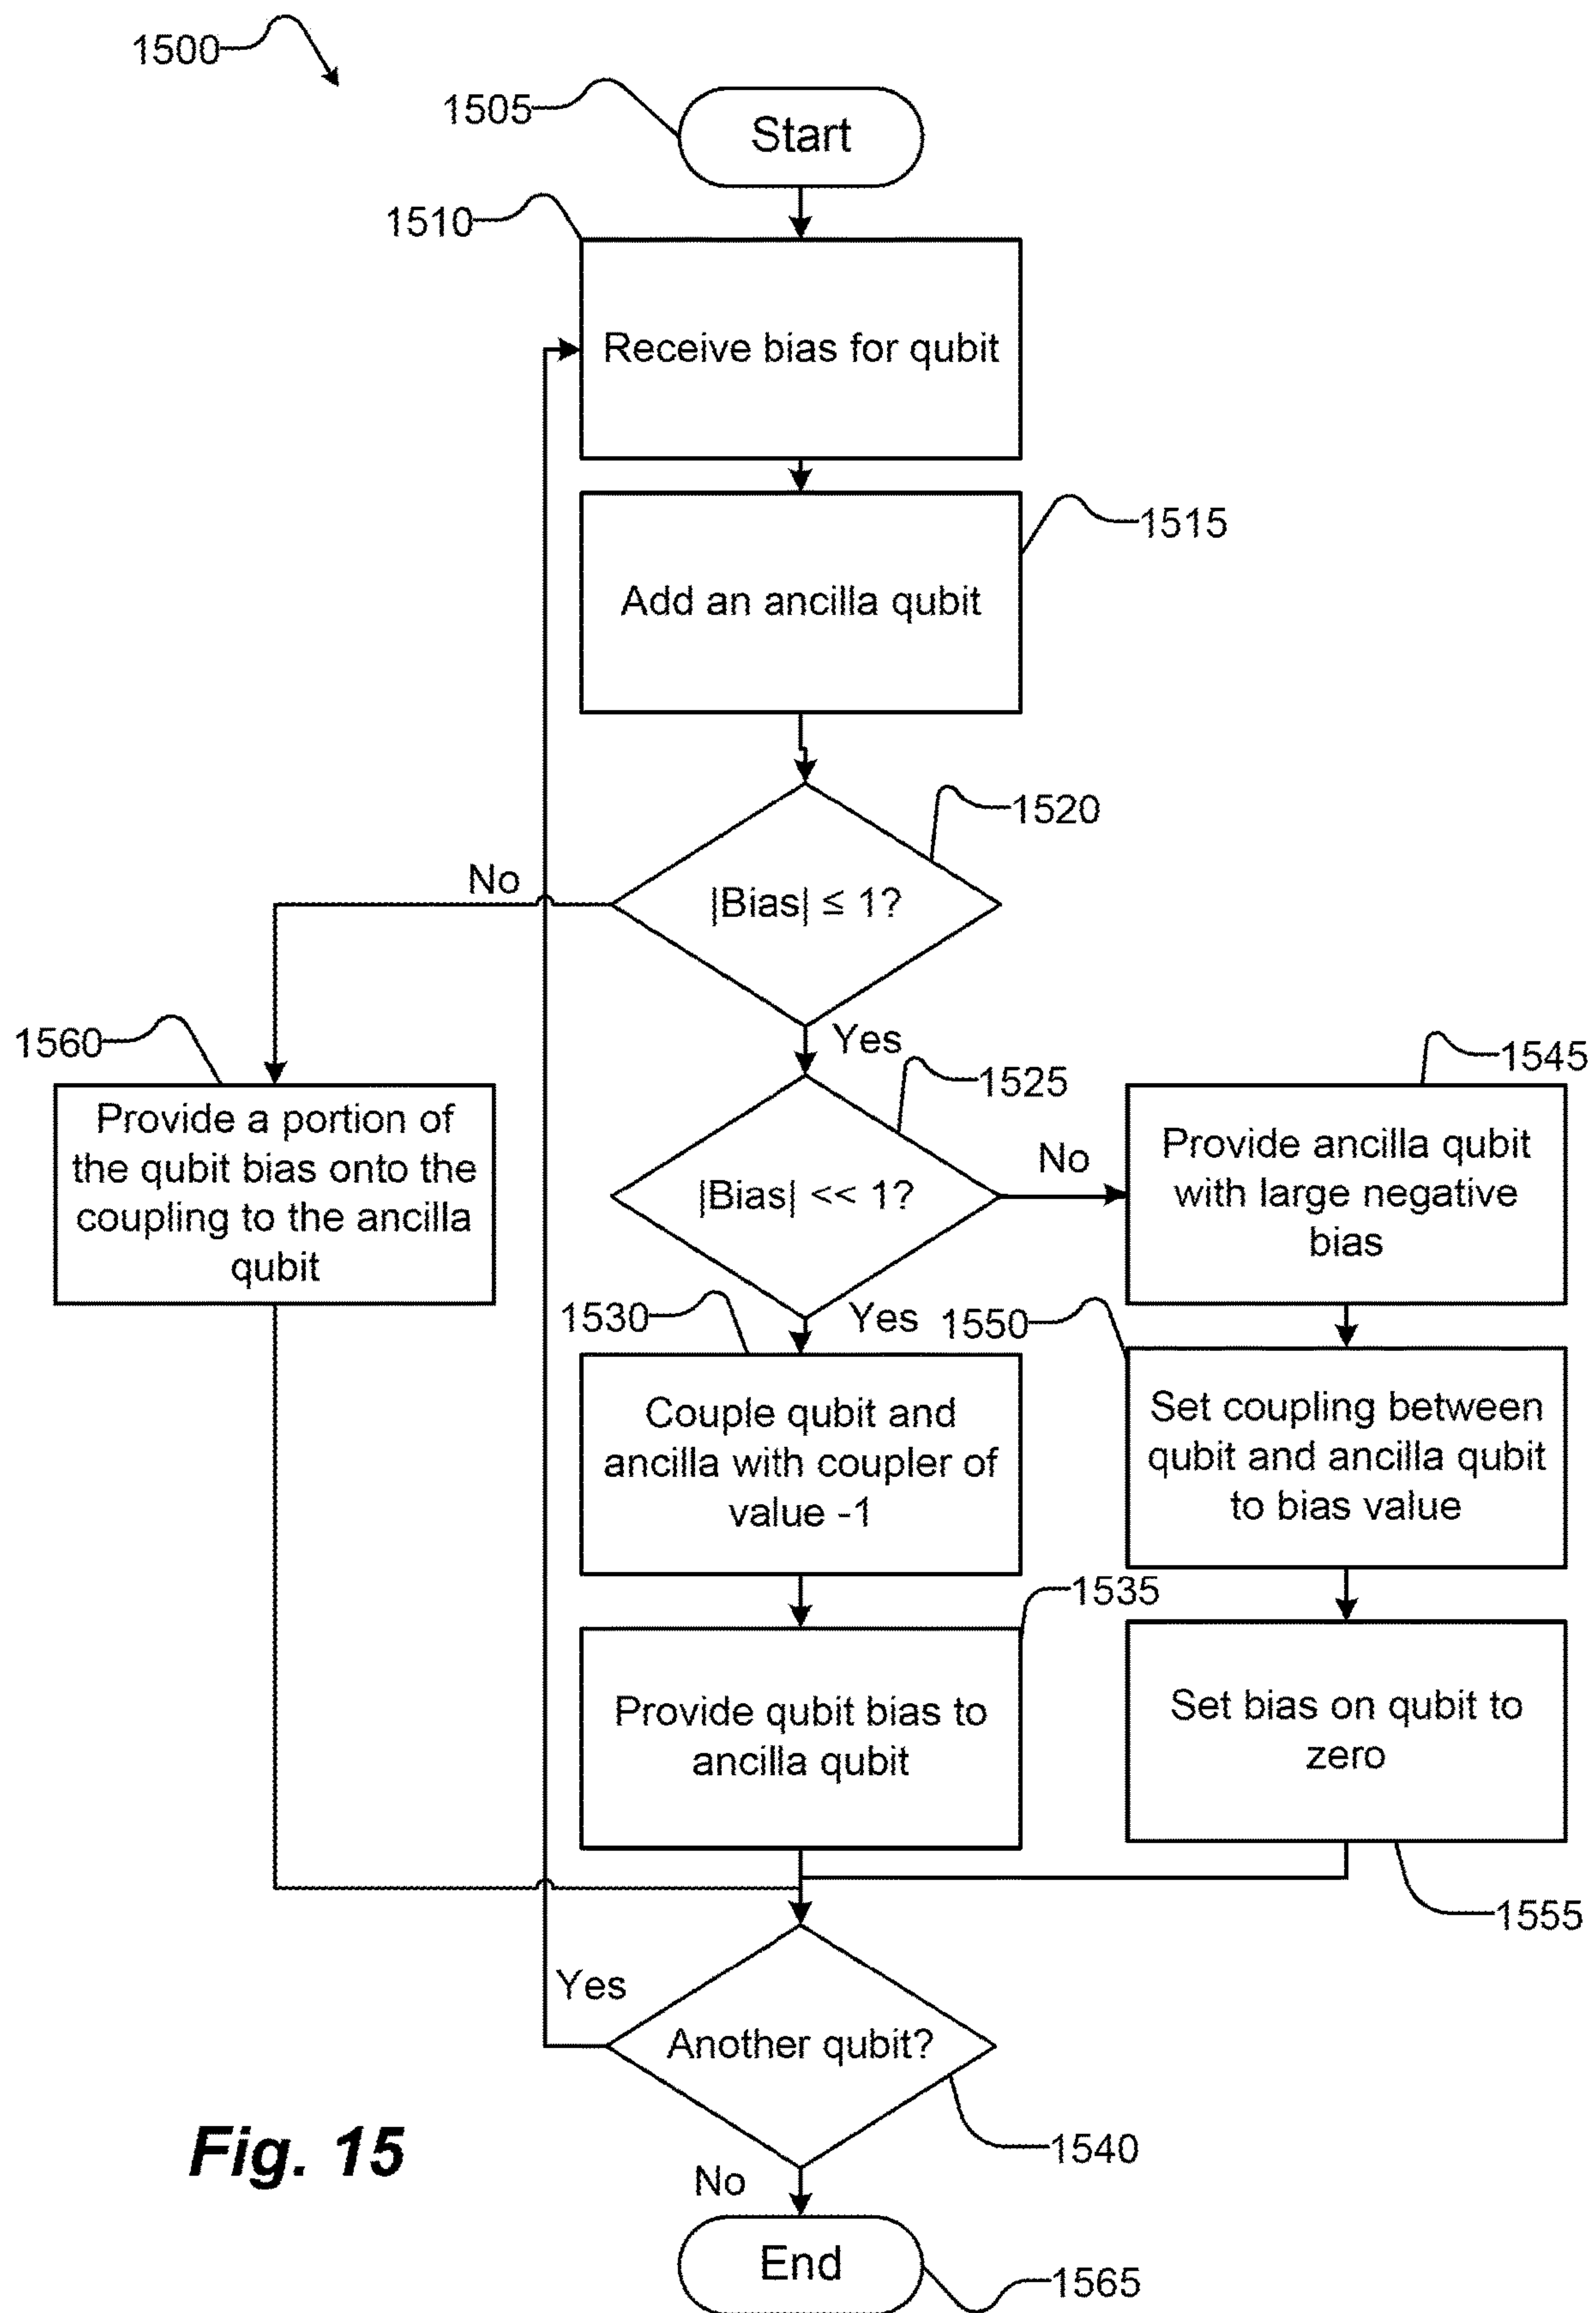 1500
1505
Start
1510
Receive bias for qubit
1515
Add an ancilla qubit
1520
|Bias| ≤ 1?
No
Yes
1560
Provide a portion of
the qubit bias onto the
coupling to the ancilla
qubit
1525
|Bias| << 1?
No
1545
Provide ancilla qubit
with large negative
bias
Yes
1530
Couple qubit and
ancilla with coupler of
value -1
1550
Set coupling between
qubit and ancilla qubit
to bias value
1535
Provide qubit bias to
ancilla qubit
Set bias on qubit to
zero
1555
Yes
Another qubit?
1540
No
End
1565
Fig. 15